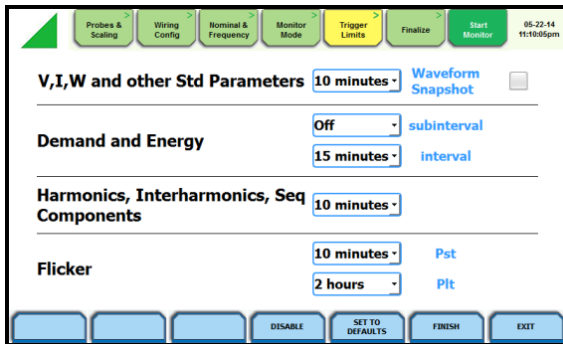 Probes & Scaling
>
Wiring Config
>
Nominal & Frequency
>
Monitor Mode
>
Trigger Limits
>
Finalize
>
Start Monitor
05-22-14
11:10:05pm
V,I,W and other Std Parameters
10 minutes
Waveform Snapshot
Demand and Energy
Off
subinterval
15 minutes
interval
Harmonics, Interharmonics, Seq Components
10 minutes
Flicker
10 minutes
Pst
2 hours
Plt
DISABLE
SET TO DEFAULTS
FINISH
EXIT